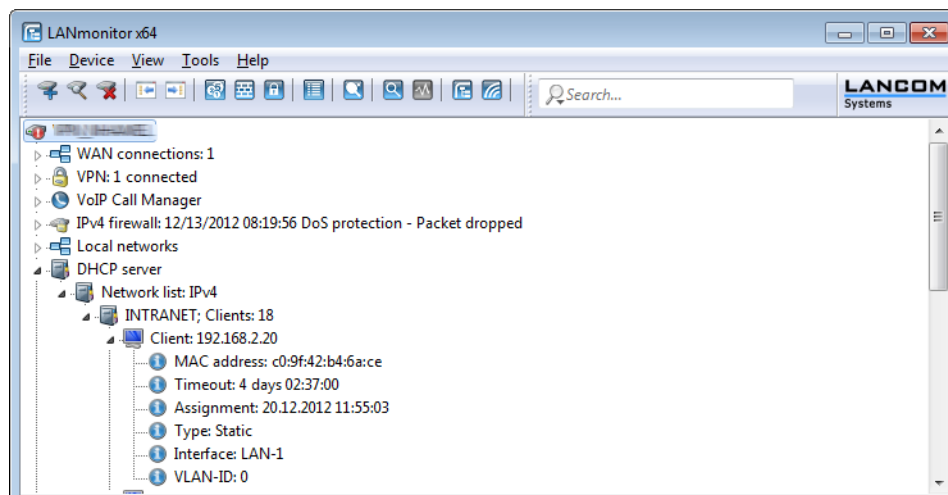 LANmonitor x64
File Device View Tools Help
Search...
LANCOM
Systems
WAN connections: 1
VPN: 1 connected
VoIP Call Manager
IPv4 firewall: 12/13/2012 08:19:56 DoS protection - Packet dropped
Local networks
DHCP server
Network list: IPv4
INTRANET; Clients: 18
Client: 192.168.2.20
MAC address: c0:9f:42:b4:6a:ce
Timeout: 4 days 02:37:00
Assignment: 20.12.2012 11:55:03
Type: Static
Interface: LAN-1
VLAN-ID: 0